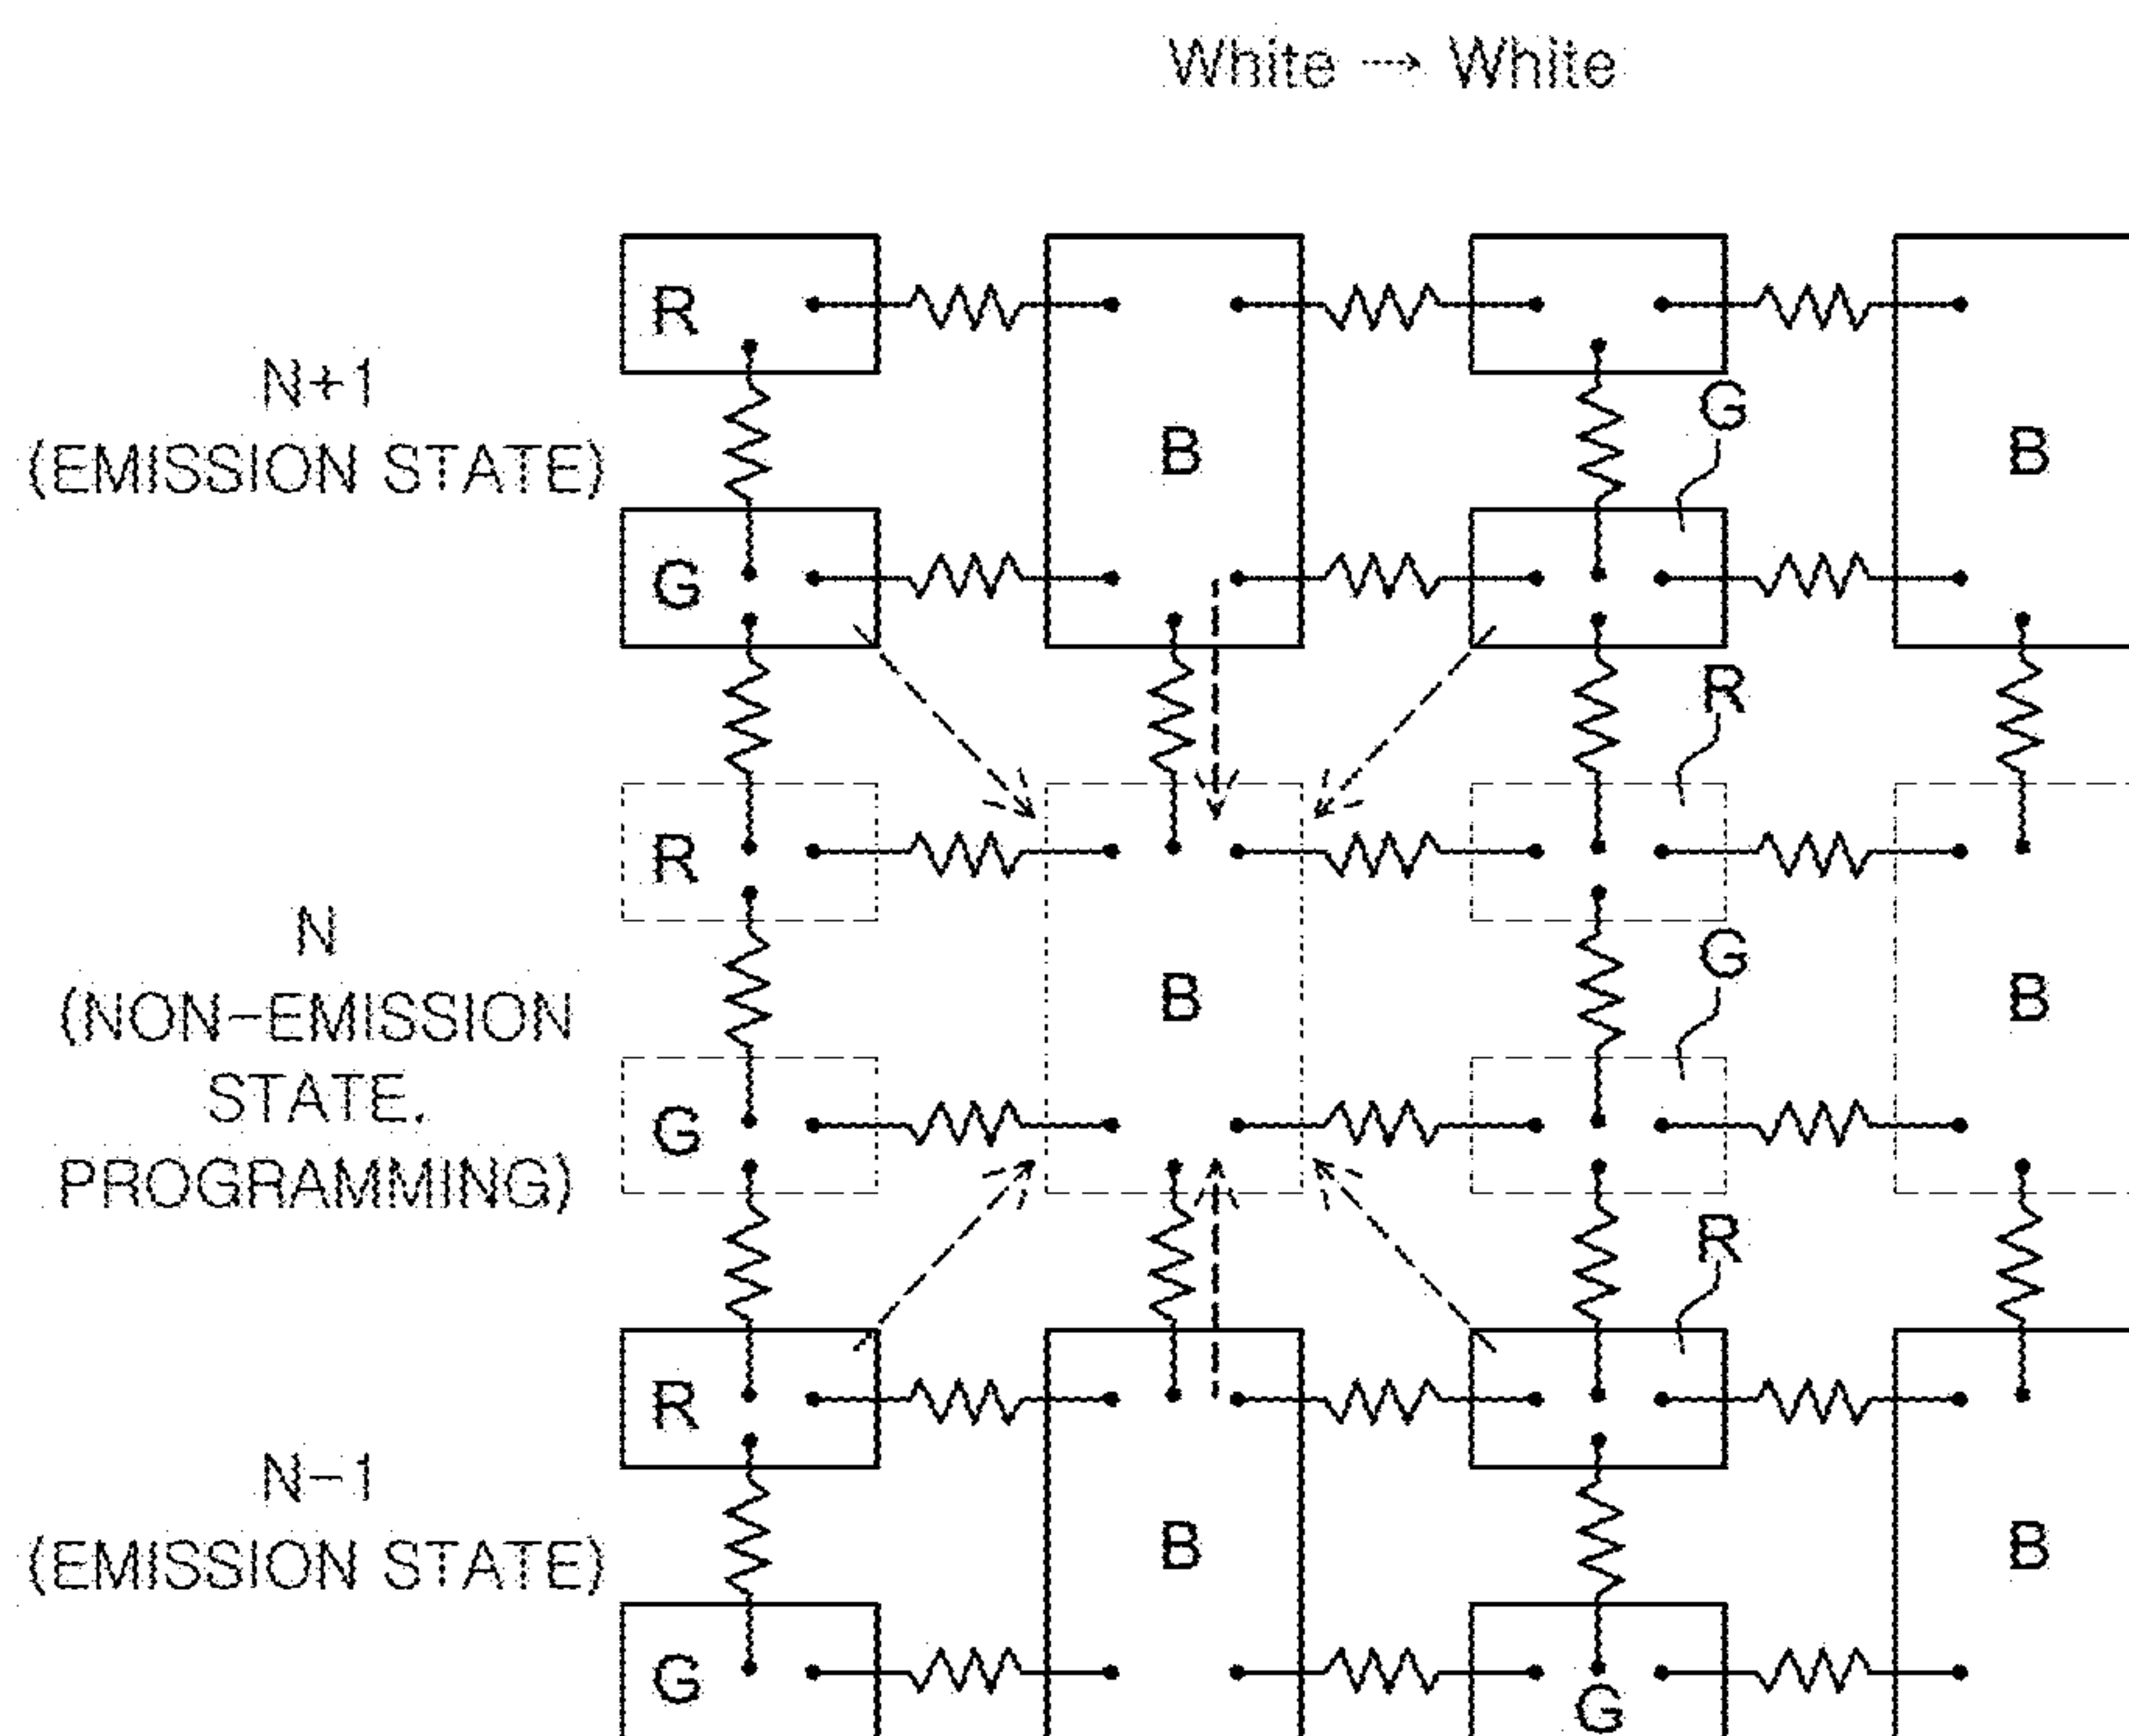 White → White
R
N+1
(EMISSION STATE)
G
B
B
G
R
R
N
(NON-EMISSION
STATE,
PROGRAMMING)
G
B
B
G
R
R
N-1
(EMISSION STATE)
B
B
G
G